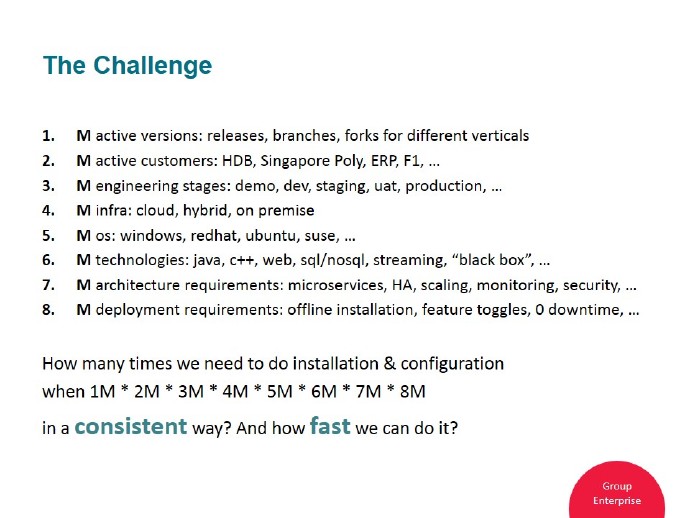 The Challenge
1. M active versions: releases, branches, forks for different verticals
2. M active customers: HDB, Singapore Poly, ERP, F1, ...
3. M engineering stages: demo, dev, staging, uat, production, ...
4. M infra: cloud, hybrid, on premise
5. M os: windows, redhat, ubuntu, suse, ...
6. M technologies: java, c++, web, sql/nosql, streaming, “black box”, ...
7. M architecture requirements: microservices, HA, scaling, monitoring, security, ...
8. M deployment requirements: offline installation, feature toggles, 0 downtime, ...
How many times we need to do installation & configuration
when 1M * 2M * 3M * 4M * 5M * 6M * 7M * 8M
in a consistent way? And how fast we can do it?
Group
Enterprise